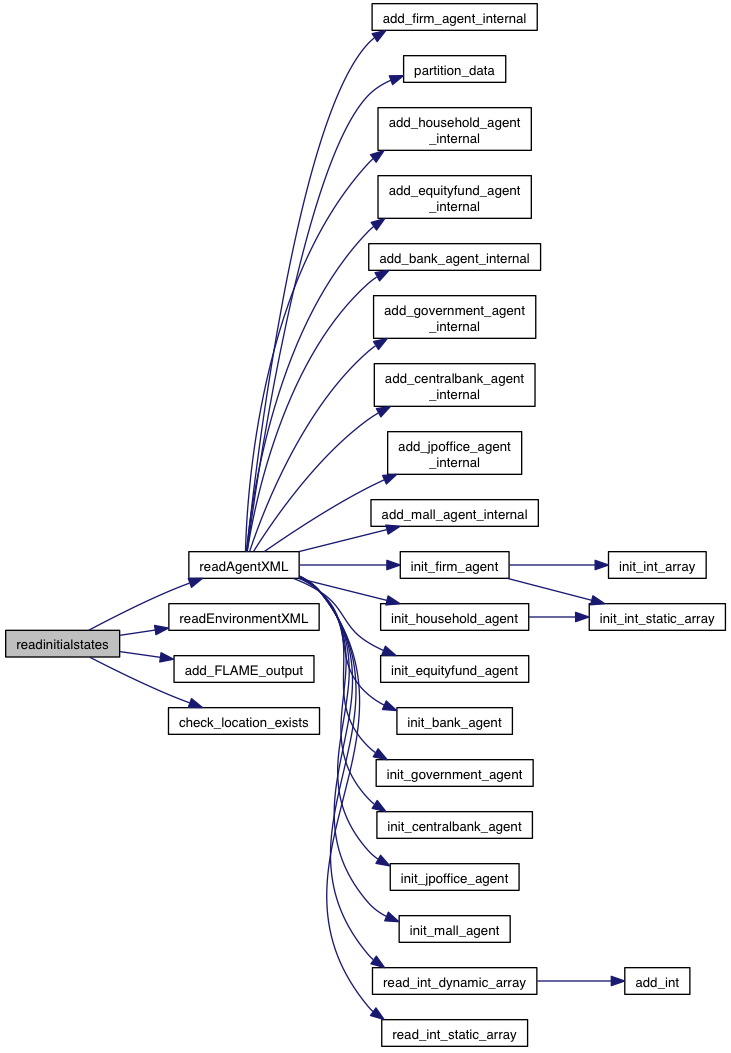 add_firm_agent_internal
partition_data
add_household_agent
_internal
add_equityfund_agent
_internal
add_bank_agent_internal
add_government_agent
_internal
add_centralbank_agent
_internal
add_jpoffice_agent
_internal
add_mall_agent_internal
readAgentXML
init_firm_agent
init_int_array
readEnvironmentXML
init_household_agent
init_int_static_array
readinitialstates
add_FLAME_output
init_equityfund_agent
check_location_exists
init_bank_agent
init_government_agent
init_centralbank_agent
init_jpoffice_agent
init_mall_agent
read_int_dynamic_array
add_int
read_int_static_array